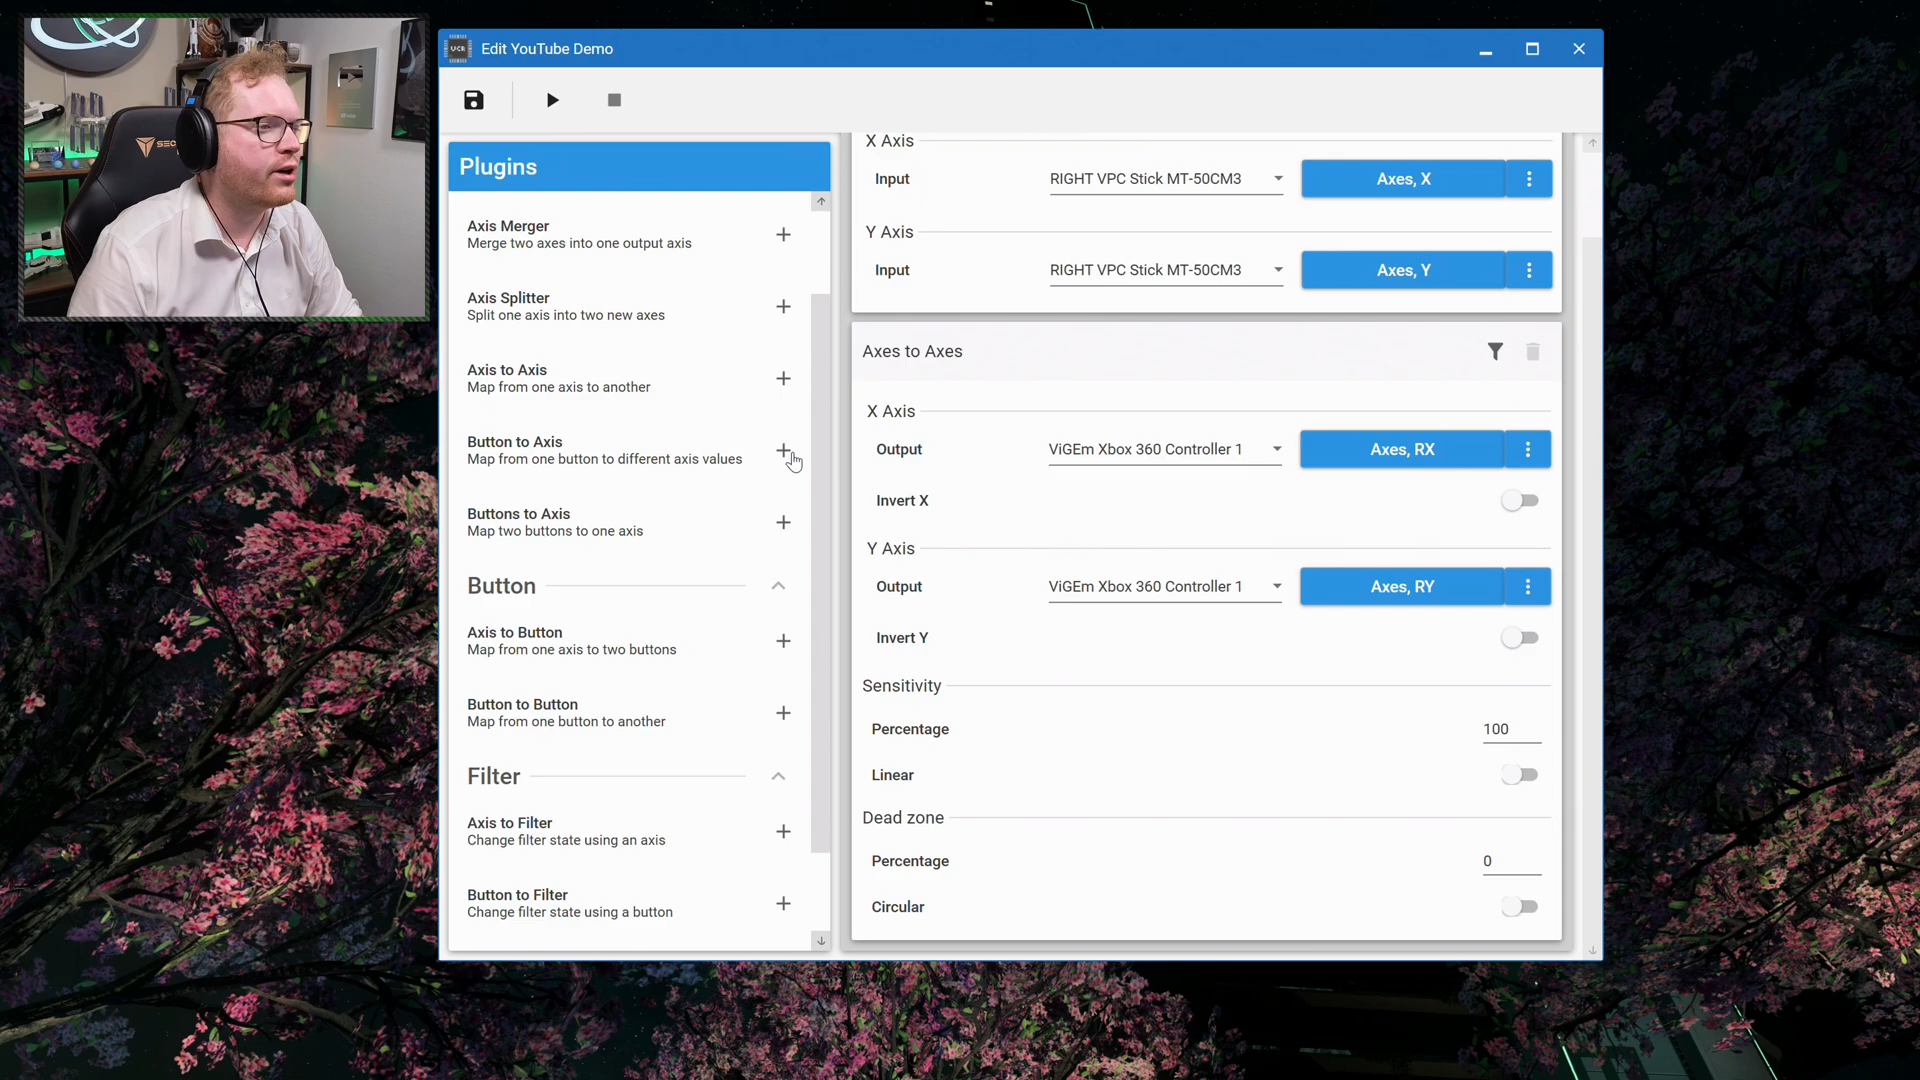 UCR
Edit YouTube Demo
Plugins
Axis Merger
Merge two axes into one output axis
Axis Splitter
Split one axis into two new axes
Axis to Axis
Map from one axis to another
Button to Axis
Map from one button to different axis values
Buttons to Axis
Map two buttons to one axis
Button
Axis to Button
Map from one axis to two buttons
Button to Button
Map from one button to another
Filter
Axis to Filter
Change filter state using an axis
Button to Filter
Change filter state using a button
X Axis
Input RIGHT VPC Stick MT-50CM3 Axes, X
Y Axis
Input RIGHT VPC Stick MT-50CM3 Axes, Y
Axes to Axes
X Axis
Output ViGEm Xbox 360 Controller 1 Axes, RX
Invert X
Y Axis
Output ViGEm Xbox 360 Controller 1 Axes, RY
Invert Y
Sensitivity
Percentage 100
Linear
Dead zone
Percentage 0
Circular